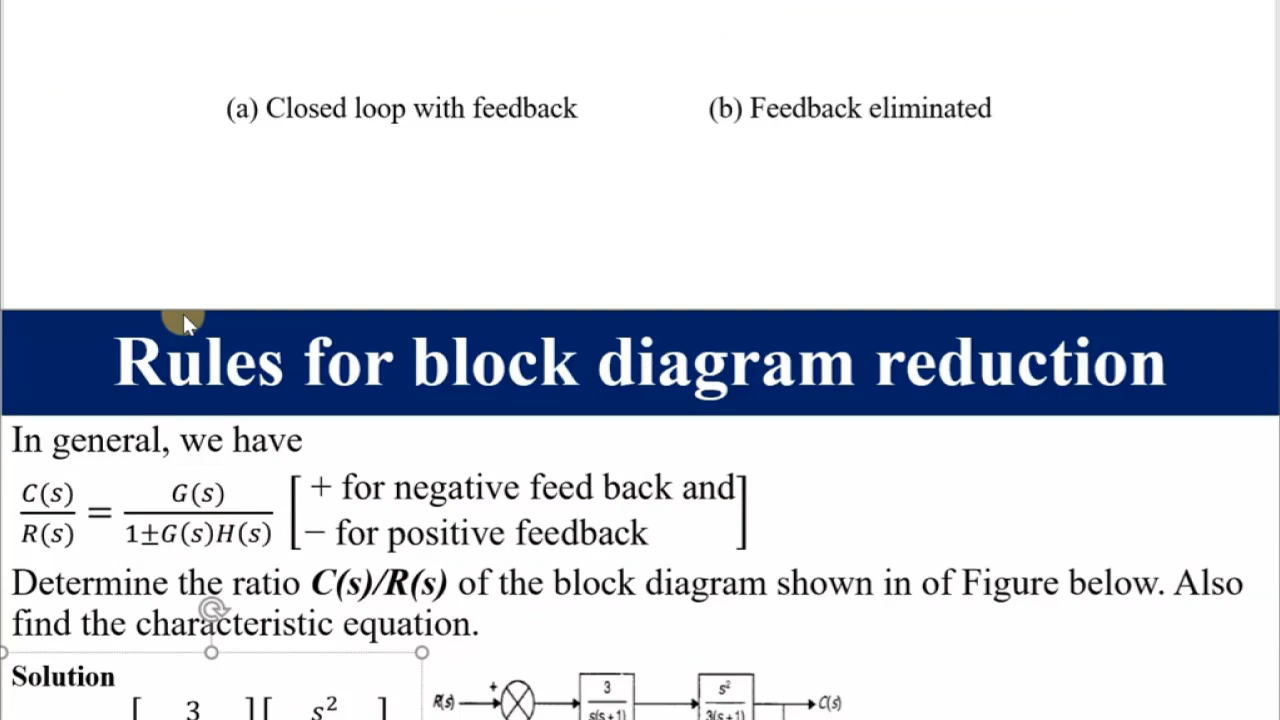 (a) Closed loop with feedback (b) Feedback eliminated
Rules for block diagram reduction
In general, we have
C(s)/R(s) = G(s)/1±G(s)H(s) [+ for negative feed back and
− for positive feedback]
Determine the ratio C(s)/R(s) of the block diagram shown in of Figure below. Also
find the characteristic equation.
Solution
[ 3 ][ s² ]
R(s) + 3/s(s+1) s²/3(s+1) C(s)